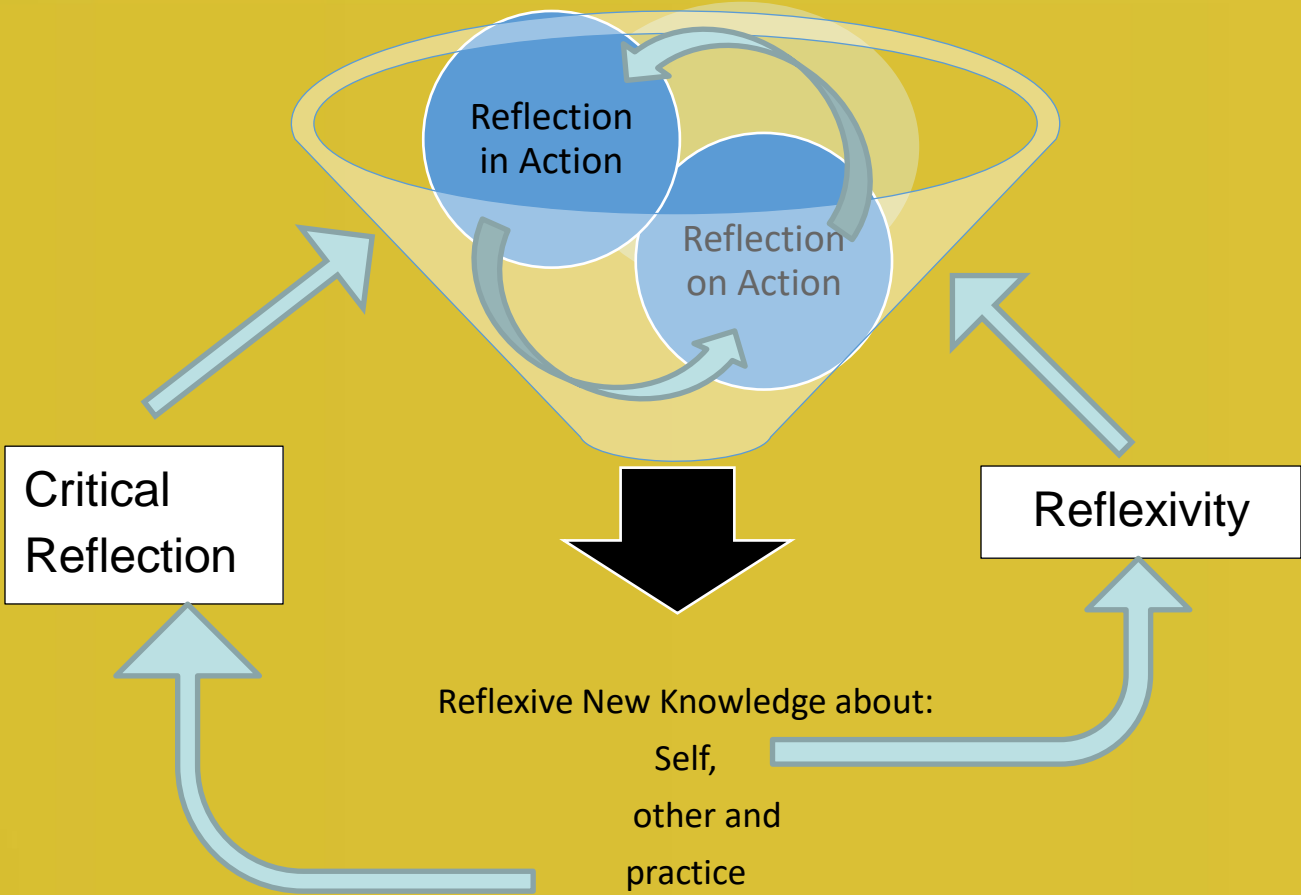 Reflection
in Action
Reflection
on Action
Critical
Reflection
Reflexivity
Reflexive New Knowledge about:
Self,
other and
practice